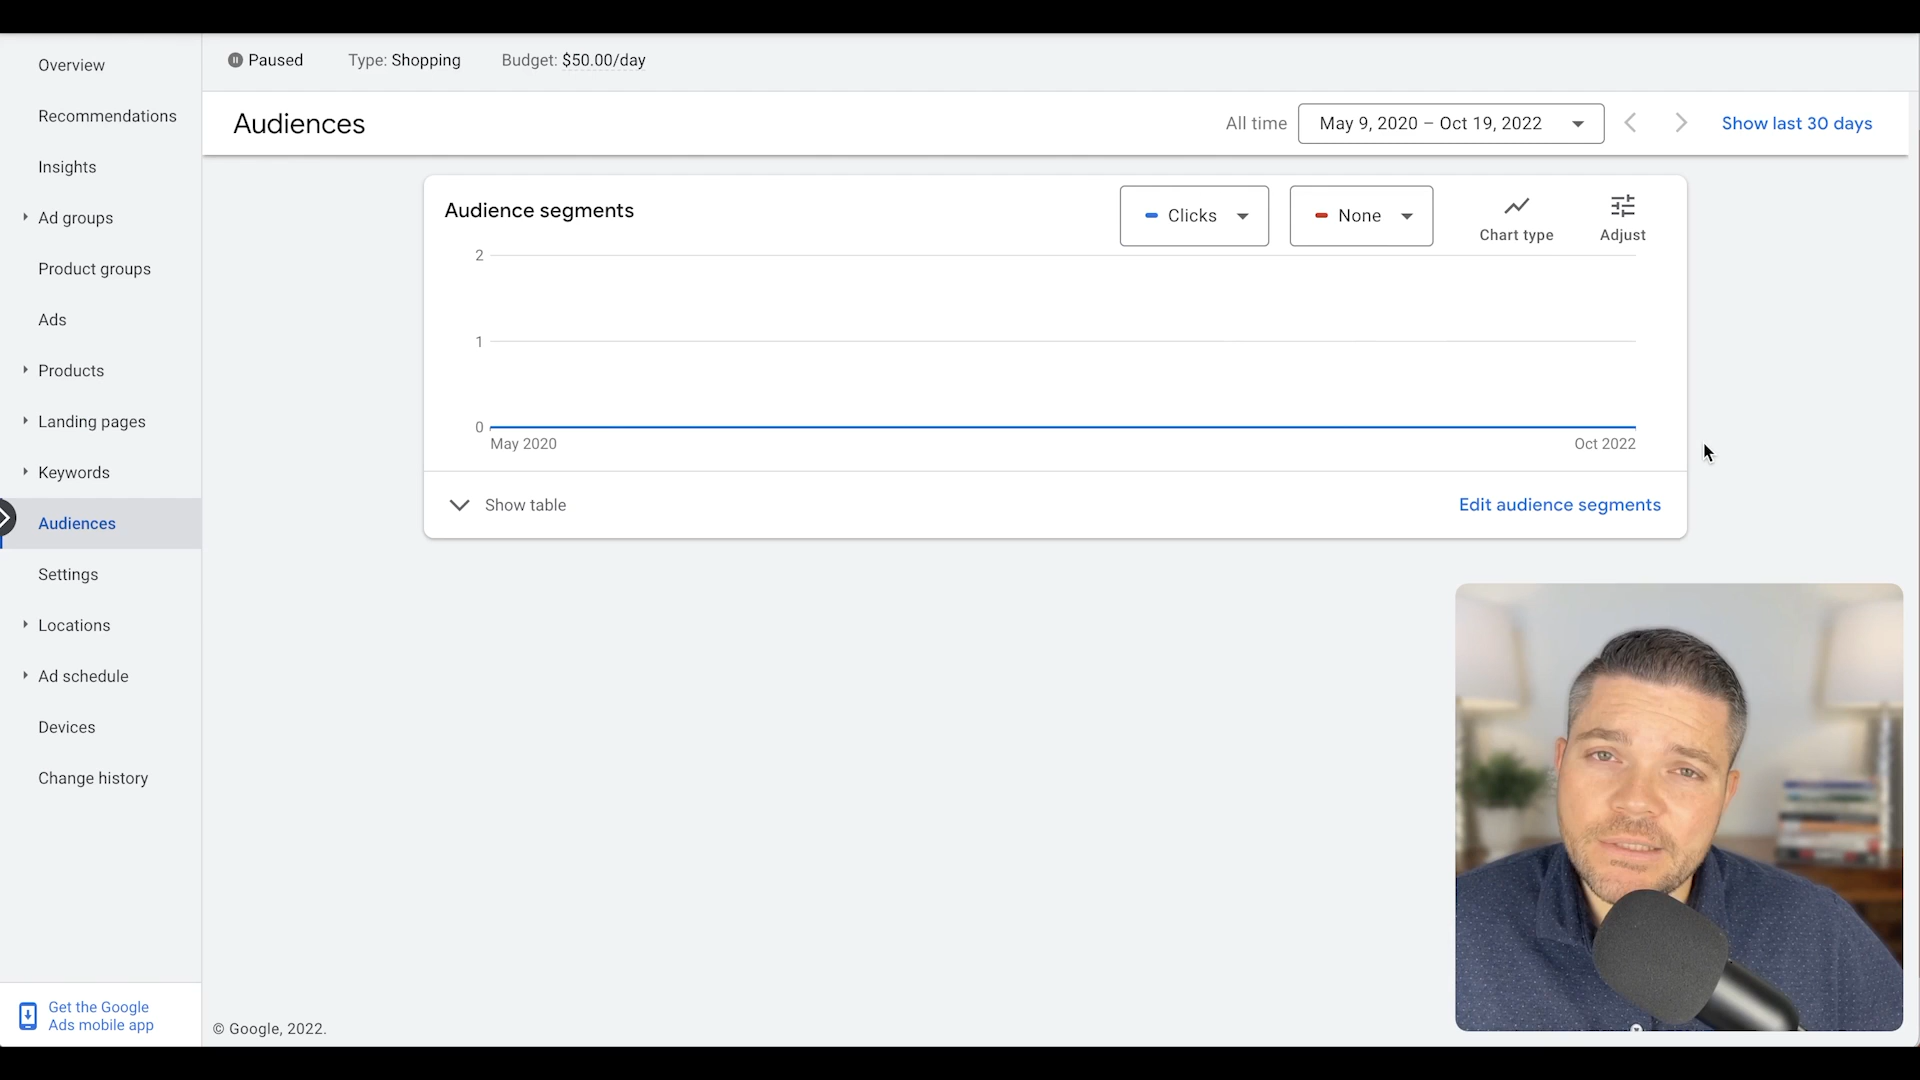 Overview
Recommendations
Insights
Ad groups
Product groups
Ads
Products
Landing pages
Keywords
Audiences
Settings
Locations
Ad schedule
Devices
Change history
Get the Google
Ads mobile app
Paused
Type: Shopping
Budget: $50.00/day
Audiences
All time
May 9, 2020 – Oct 19, 2022
Show last 30 days
Audience segments
Clicks
None
Chart type
Adjust
2
1
0
May 2020
Oct 2022
Show table
Edit audience segments
© Google, 2022.